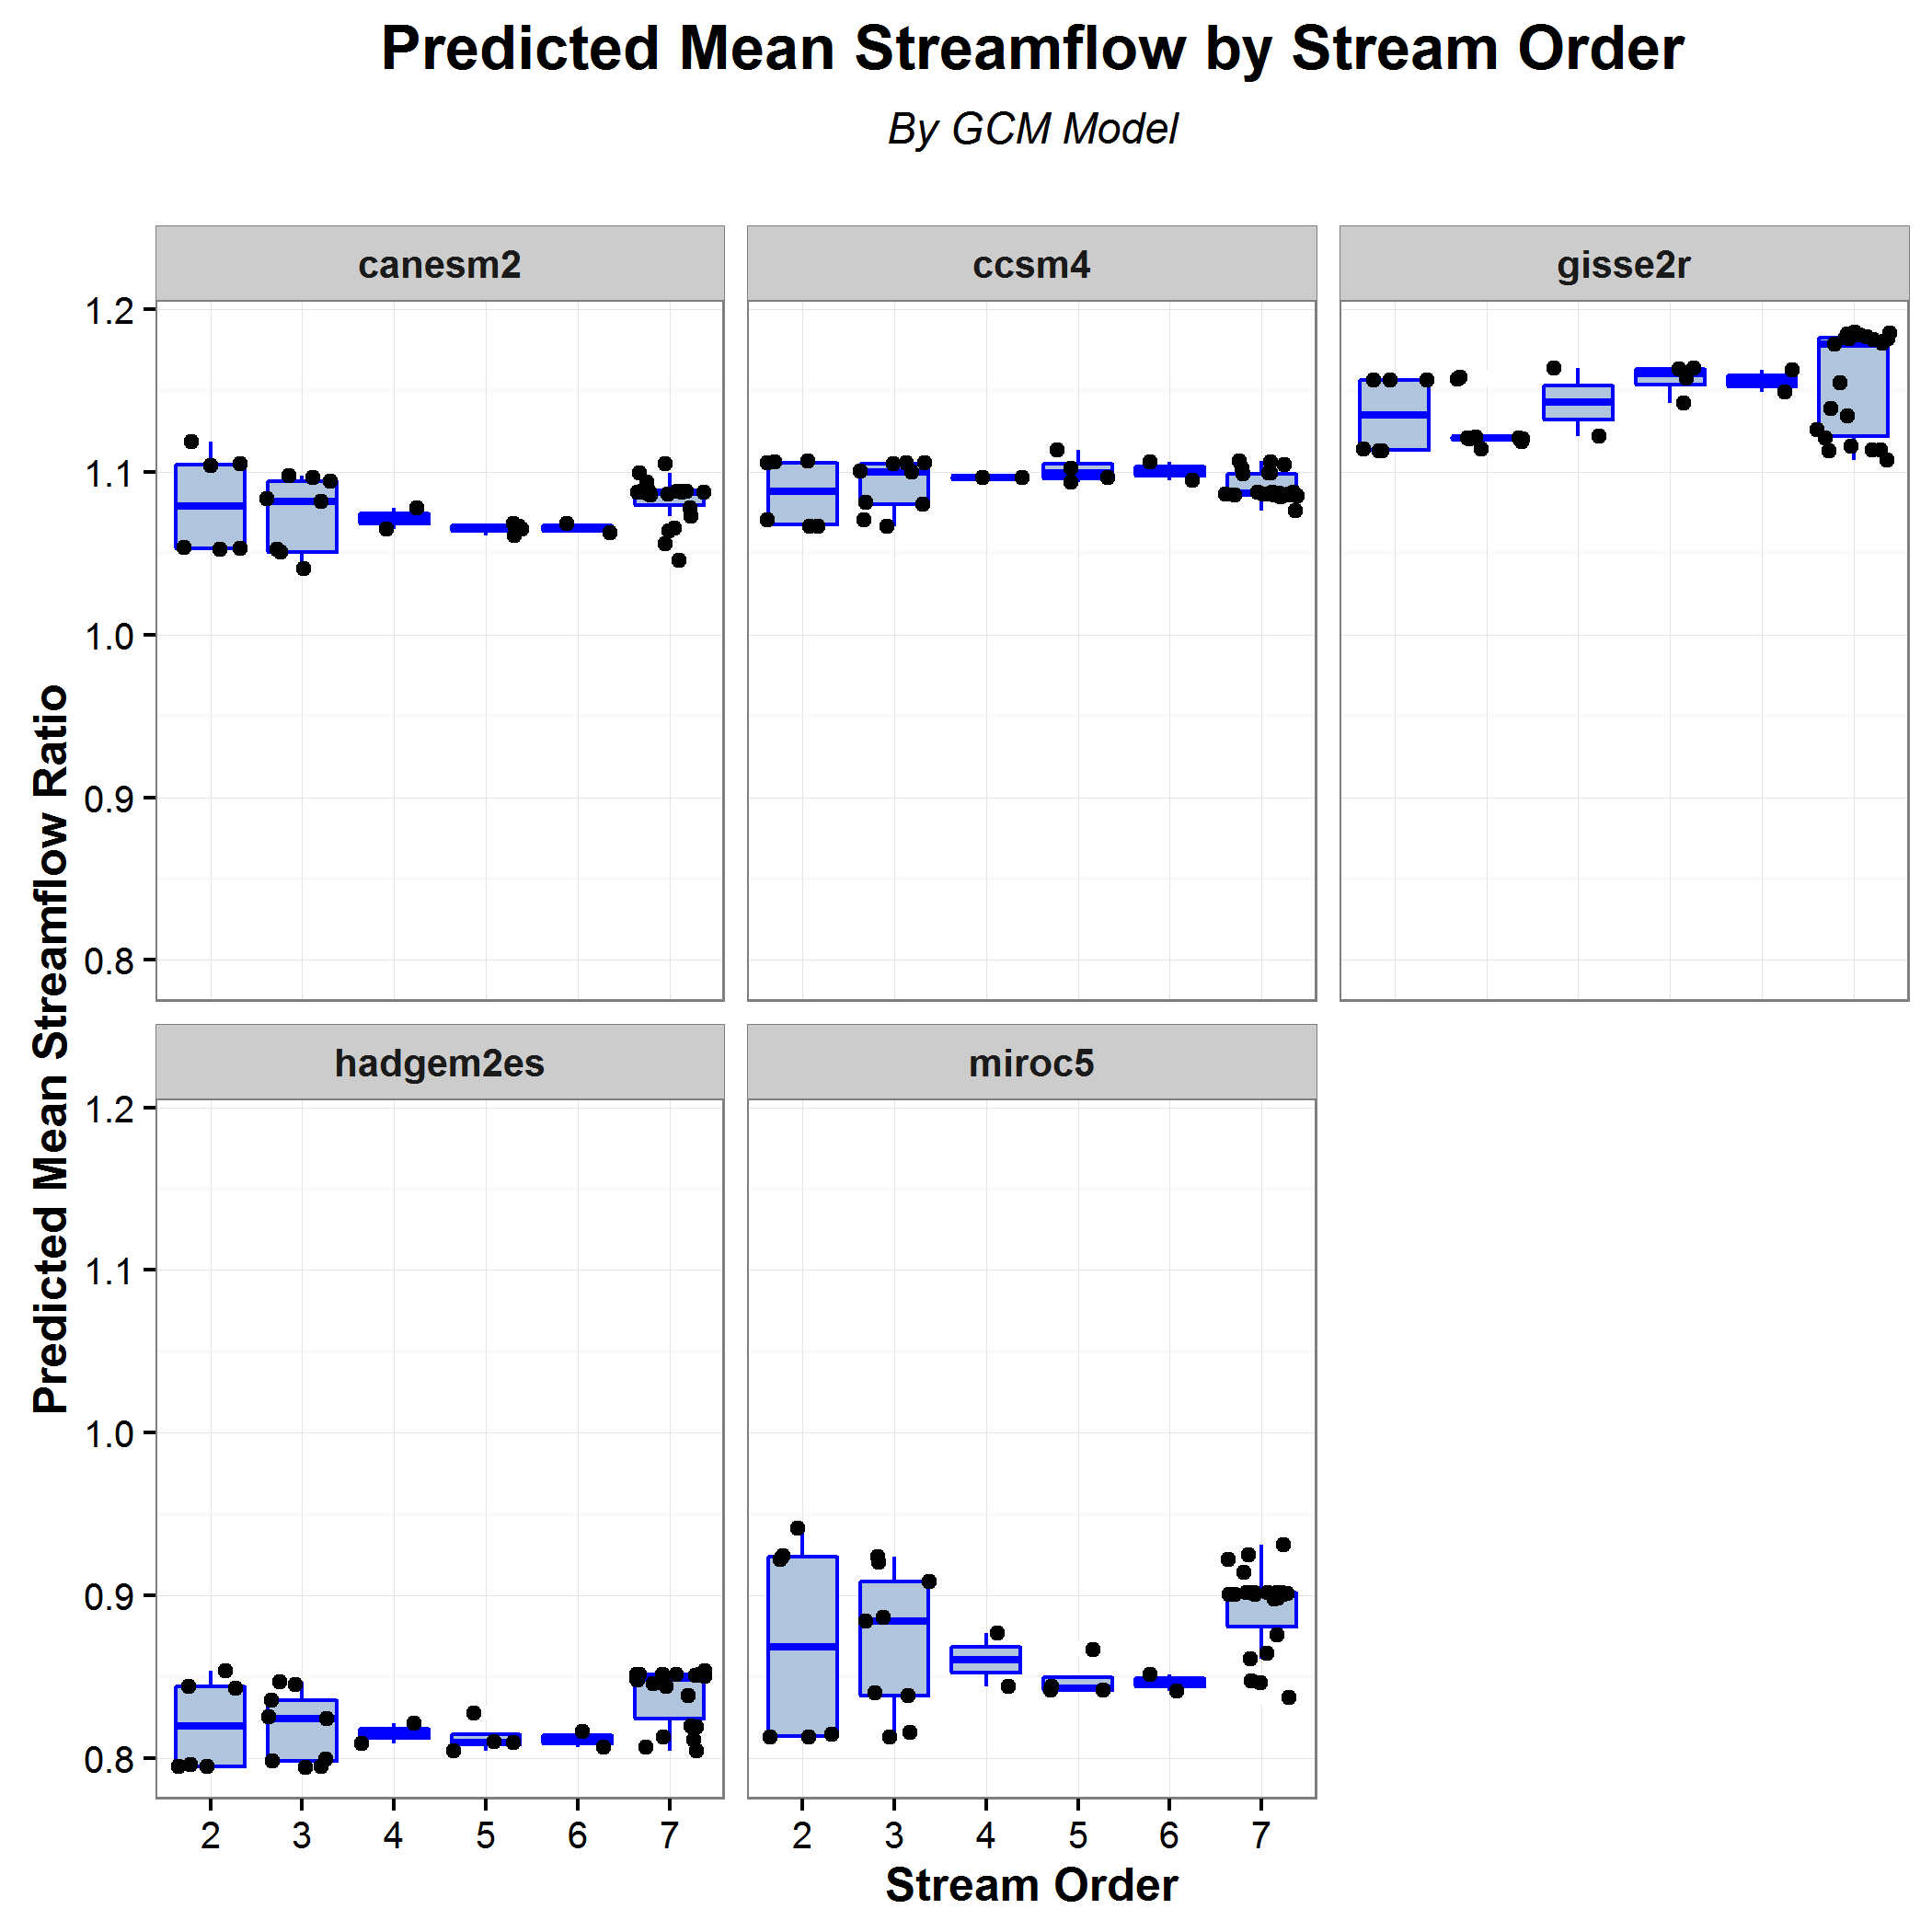 Predicted Mean Streamflow by Stream Order
By GCM Model
canesm2
ccsm4
gisse2r
1.2
1.1
1.0
0.9
0.8
Predicted Mean Streamflow Ratio
hadgem2es
miroc5
1.2
1.1
1.0
0.9
0.8
2 3 4 5 6 7
2 3 4 5 6 7
Stream Order